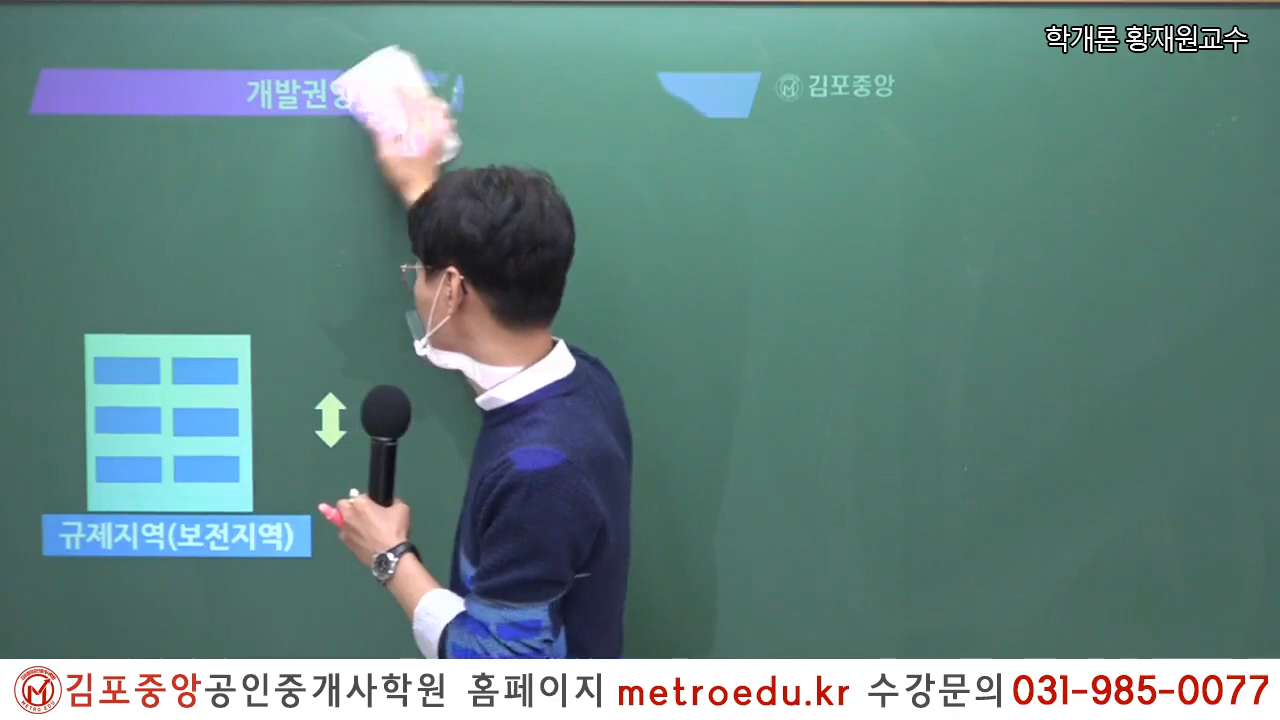 학개론 황재원교수
개발권양
김포중앙
규제지역(보전지역)
김포중앙공인중개사학원 홈페이지 metroedu.kr 수강문의 031-985-0077